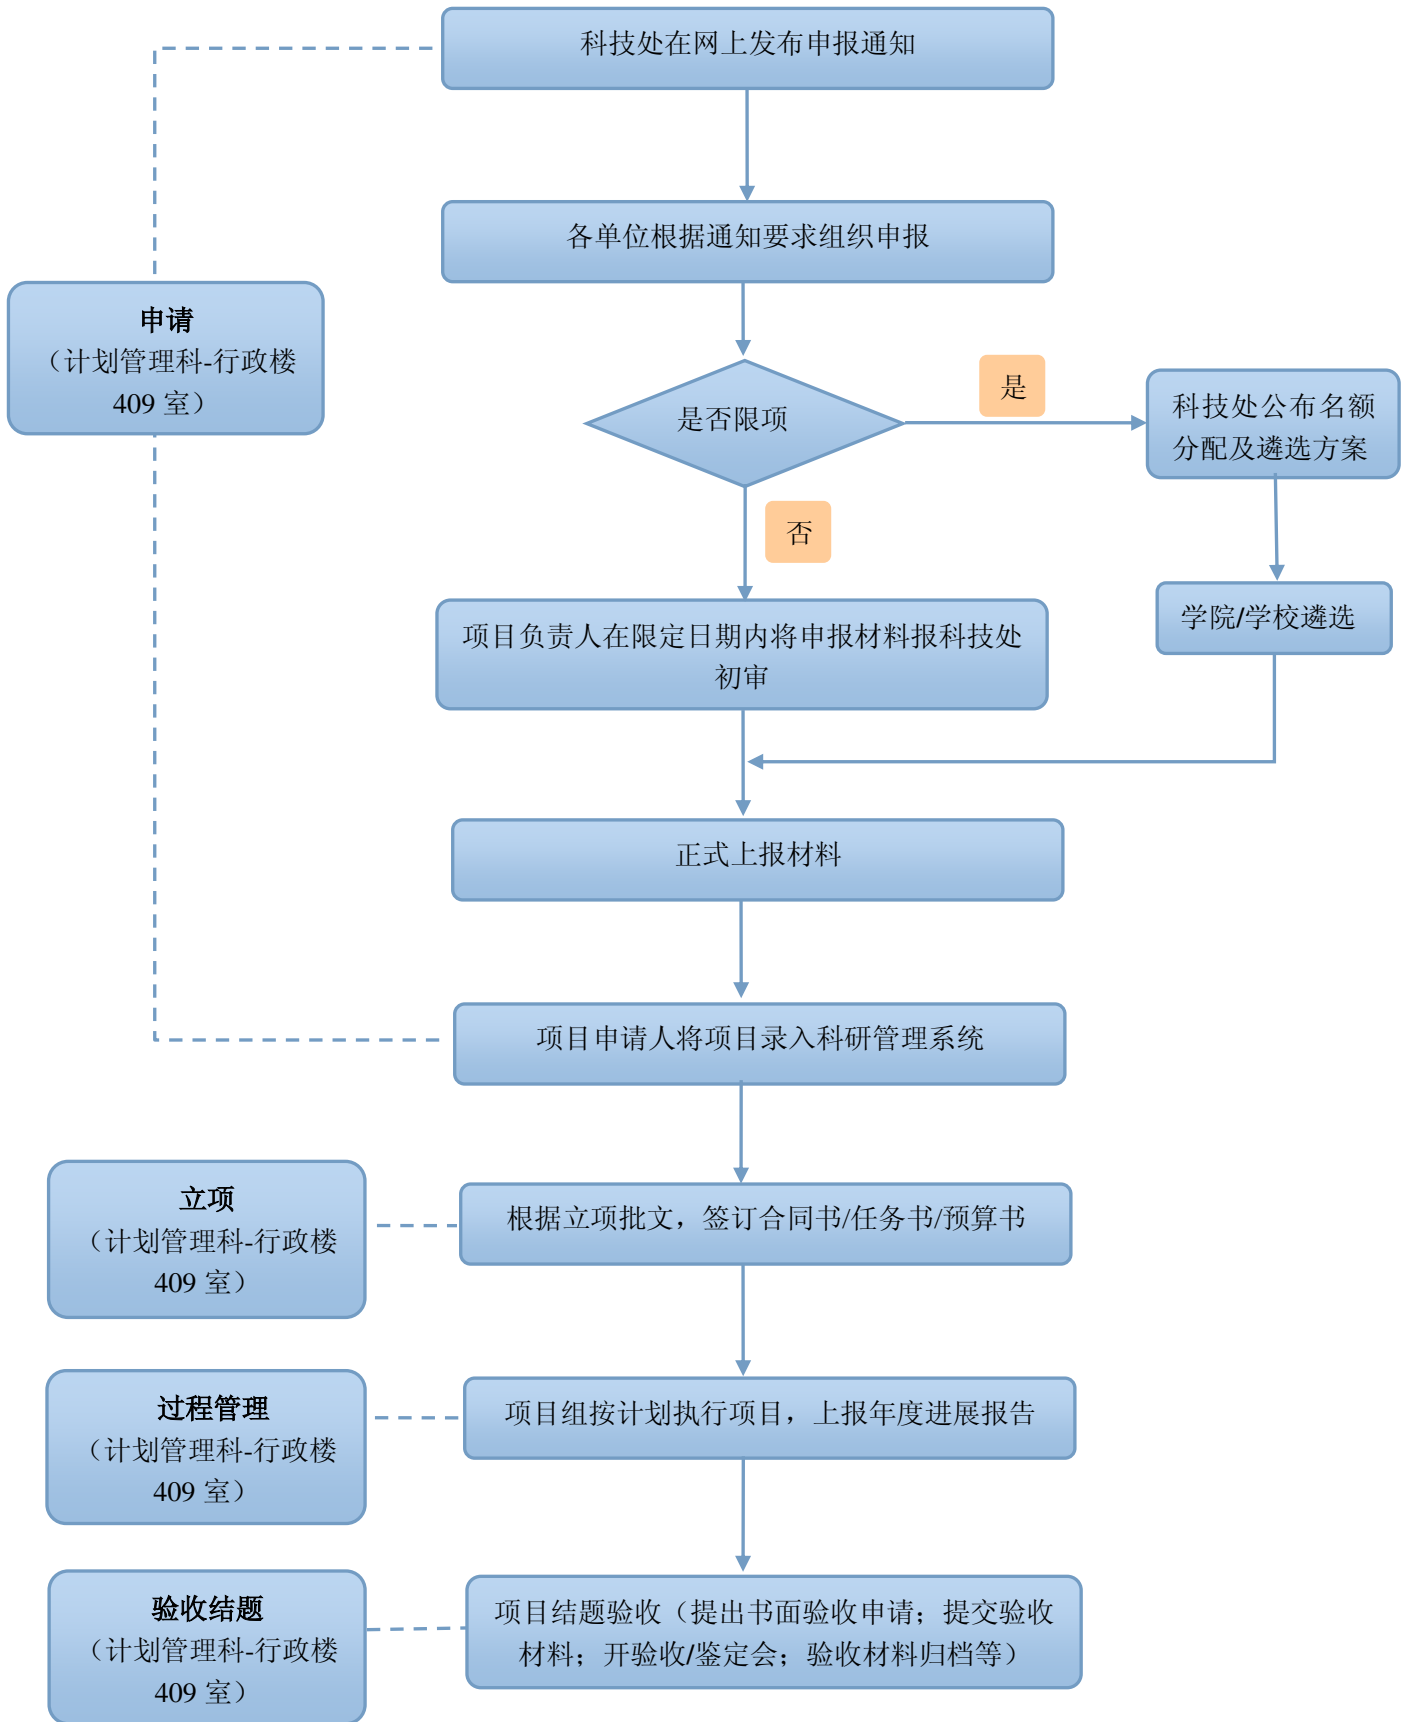 科技处在网上发布申报通知
各单位根据通知要求组织申报
申请
（计划管理科-行政楼
409 室）
是否限项
是
科技处公布名额
分配及遴选方案
否
学院/学校遴选
项目负责人在限定日期内将申报材料报科技处
初审
正式上报材料
项目申请人将项目录入科研管理系统
立项
（计划管理科-行政楼
409 室）
根据立项批文，签订合同书/任务书/预算书
过程管理
（计划管理科-行政楼
409 室）
项目组按计划执行项目，上报年度进展报告
验收结题
（计划管理科-行政楼
409 室）
项目结题验收（提出书面验收申请；提交验收
材料；开验收/鉴定会；验收材料归档等）